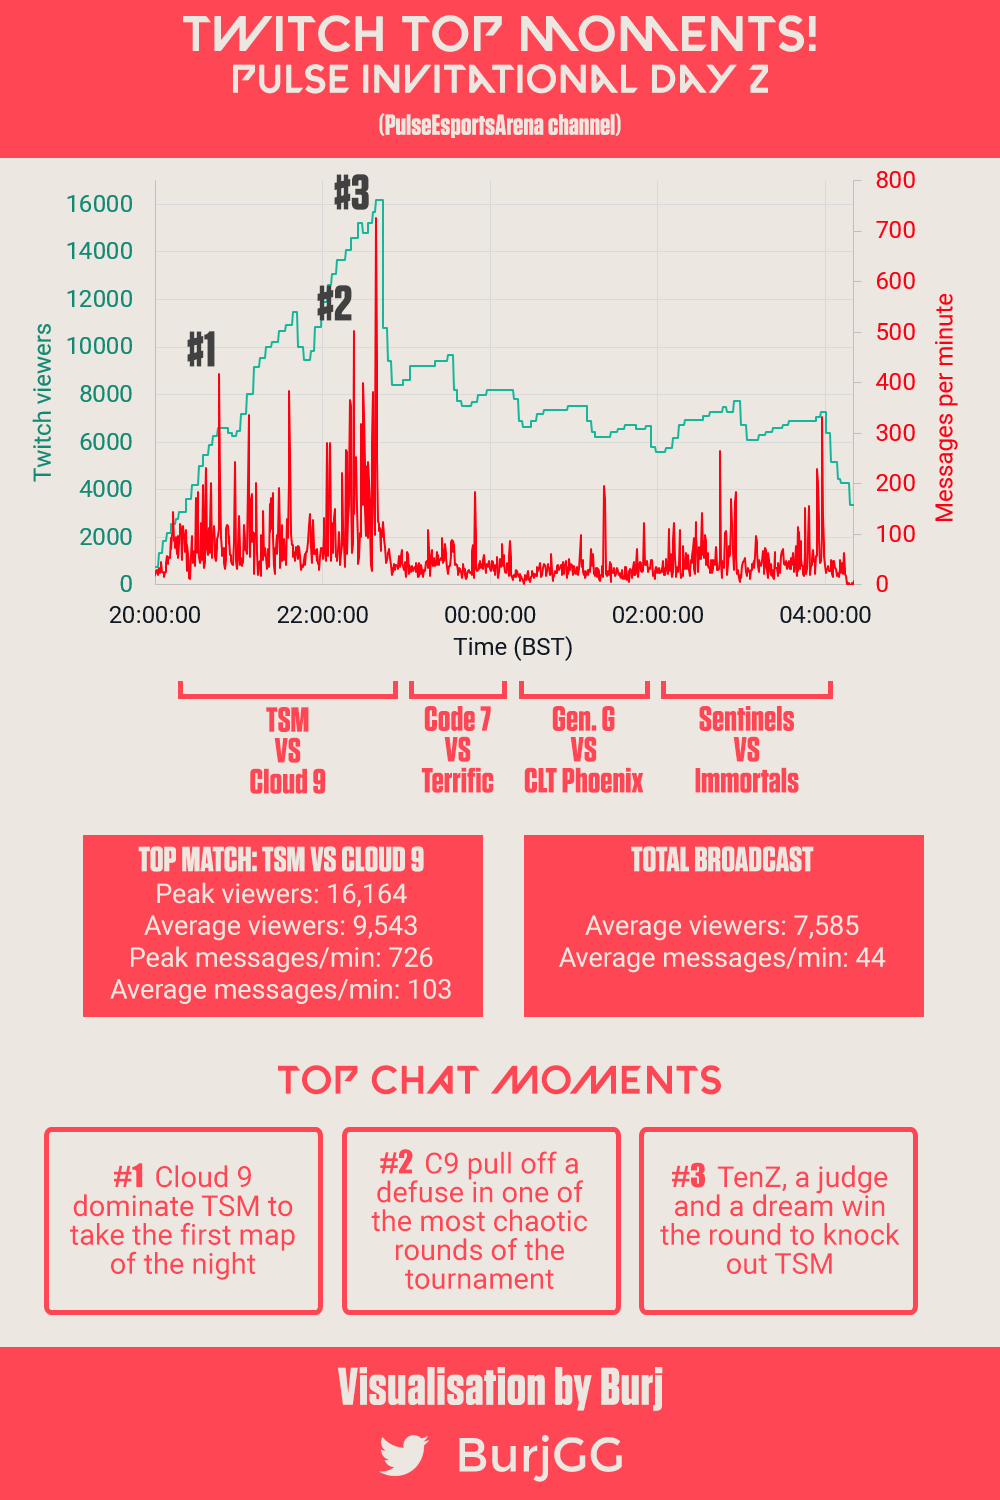 TWITCH TOP MOMENTS!
PULSE INVITATIONAL DAY 2
(PulseEsportsArena channel)
#3
#2
#1
16000
14000
12000
10000
8000
6000
4000
2000
0
Twitch viewers
800
700
600
500
400
300
200
100
0
Messages per minute
20:00:00 22:00:00 00:00:00 02:00:00 04:00:00
Time (BST)
TSM
VS
Cloud 9
Code 7
VS
Terrific
Gen. G
VS
CLT Phoenix
Sentinels
VS
Immortals
TOP MATCH: TSM VS CLOUD 9
Peak viewers: 16,164
Average viewers: 9,543
Peak messages/min: 726
Average messages/min: 103
TOTAL BROADCAST
Average viewers: 7,585
Average messages/min: 44
TOP CHAT MOMENTS
#1 Cloud 9
dominate TSM to
take the first map
of the night
#2 C9 pull off a
defuse in one of
the most chaotic
rounds of the
tournament
#3 TenZ, a judge
and a dream win
the round to knock
out TSM
Visualisation by Burj
BurjGG